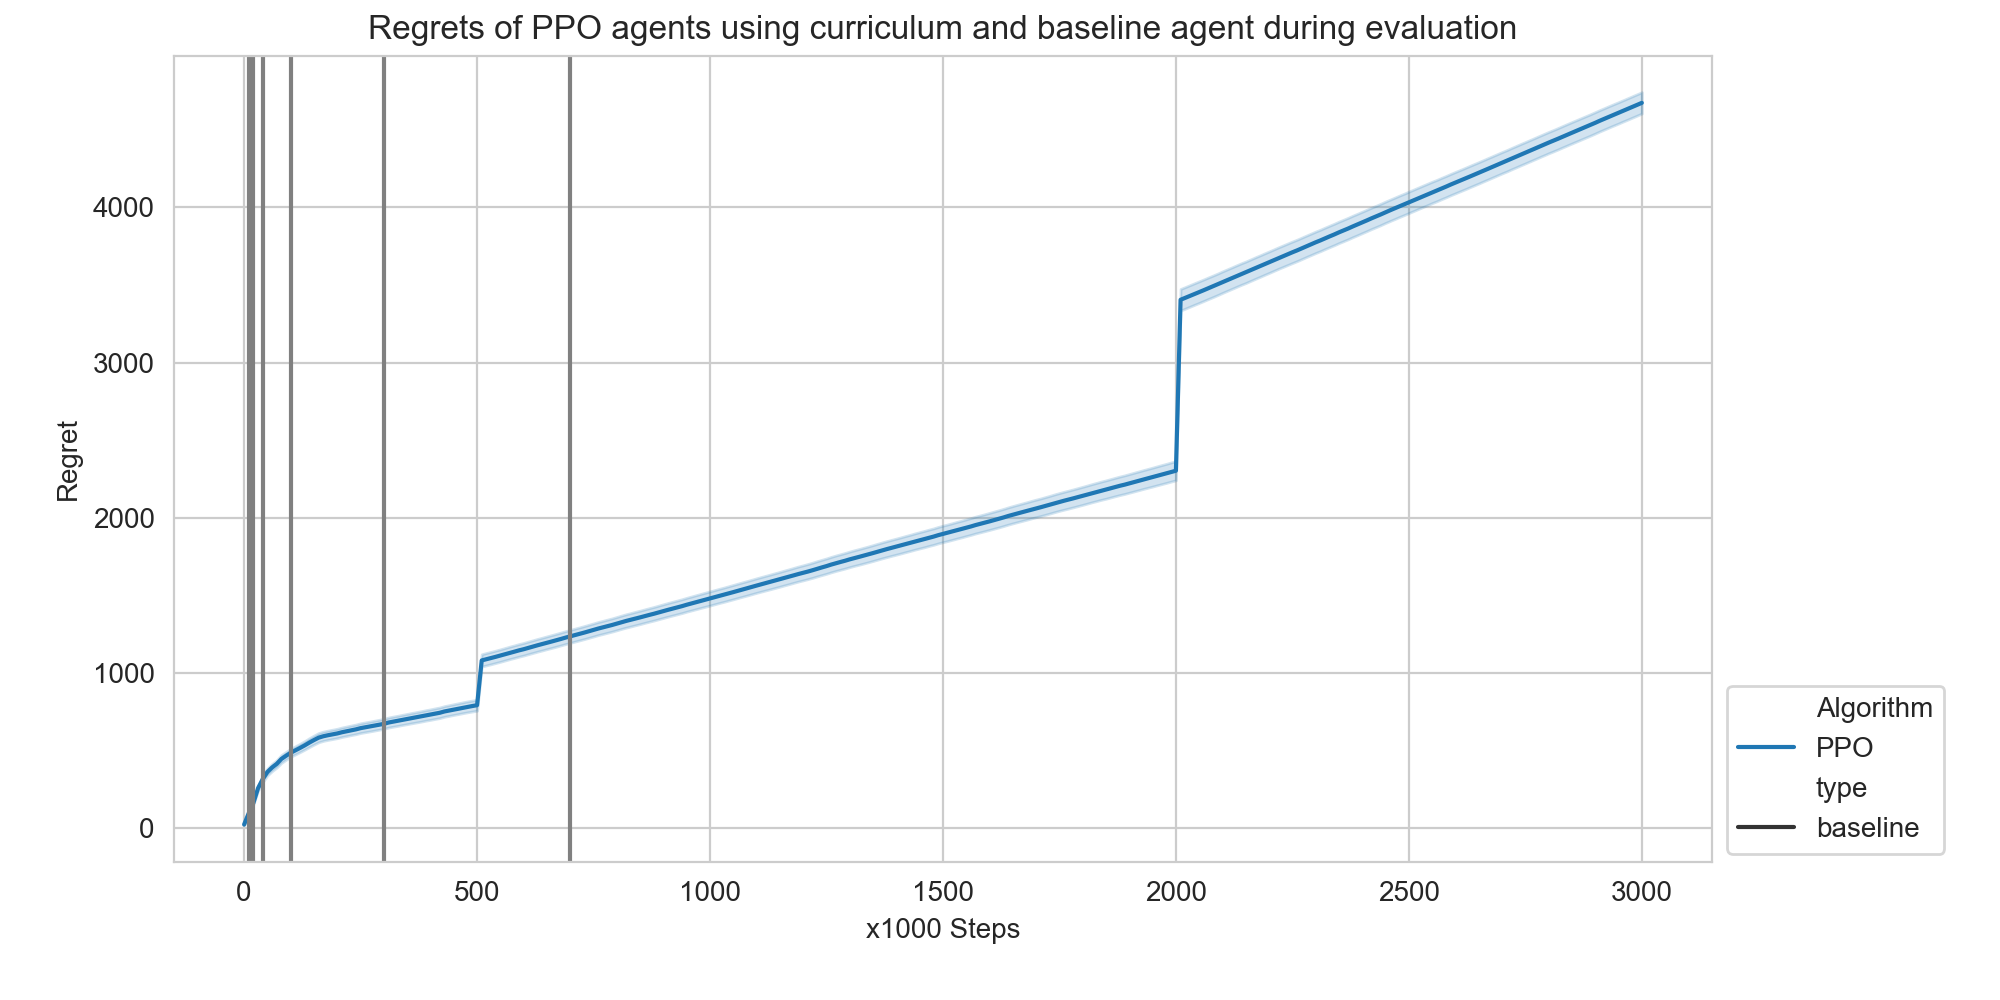 Regrets of PPO agents using curriculum and baseline agent during evaluation
Regret
4000
3000
2000
1000
0
0 500 1000 1500 2000 2500 3000
x1000 Steps
Algorithm
PPO
type
baseline